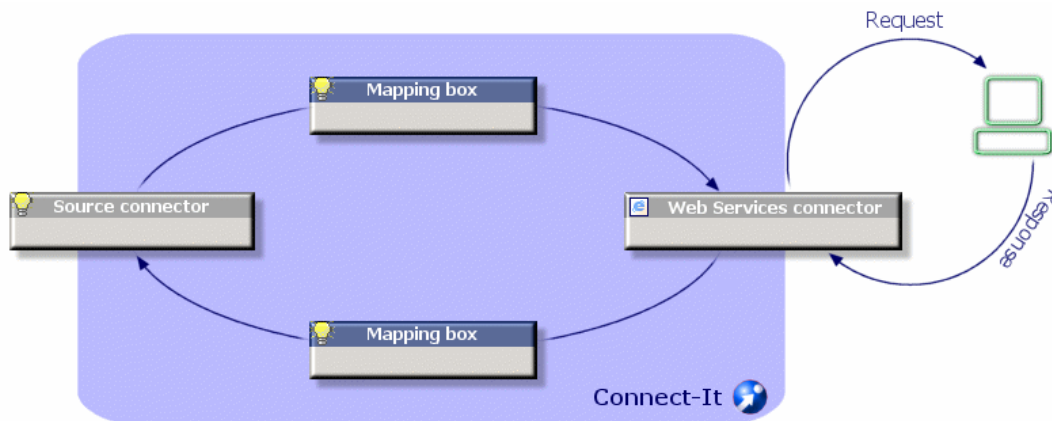 Request
Mapping box
Source connector
Web Services connector
Response
Mapping box
Connect-It